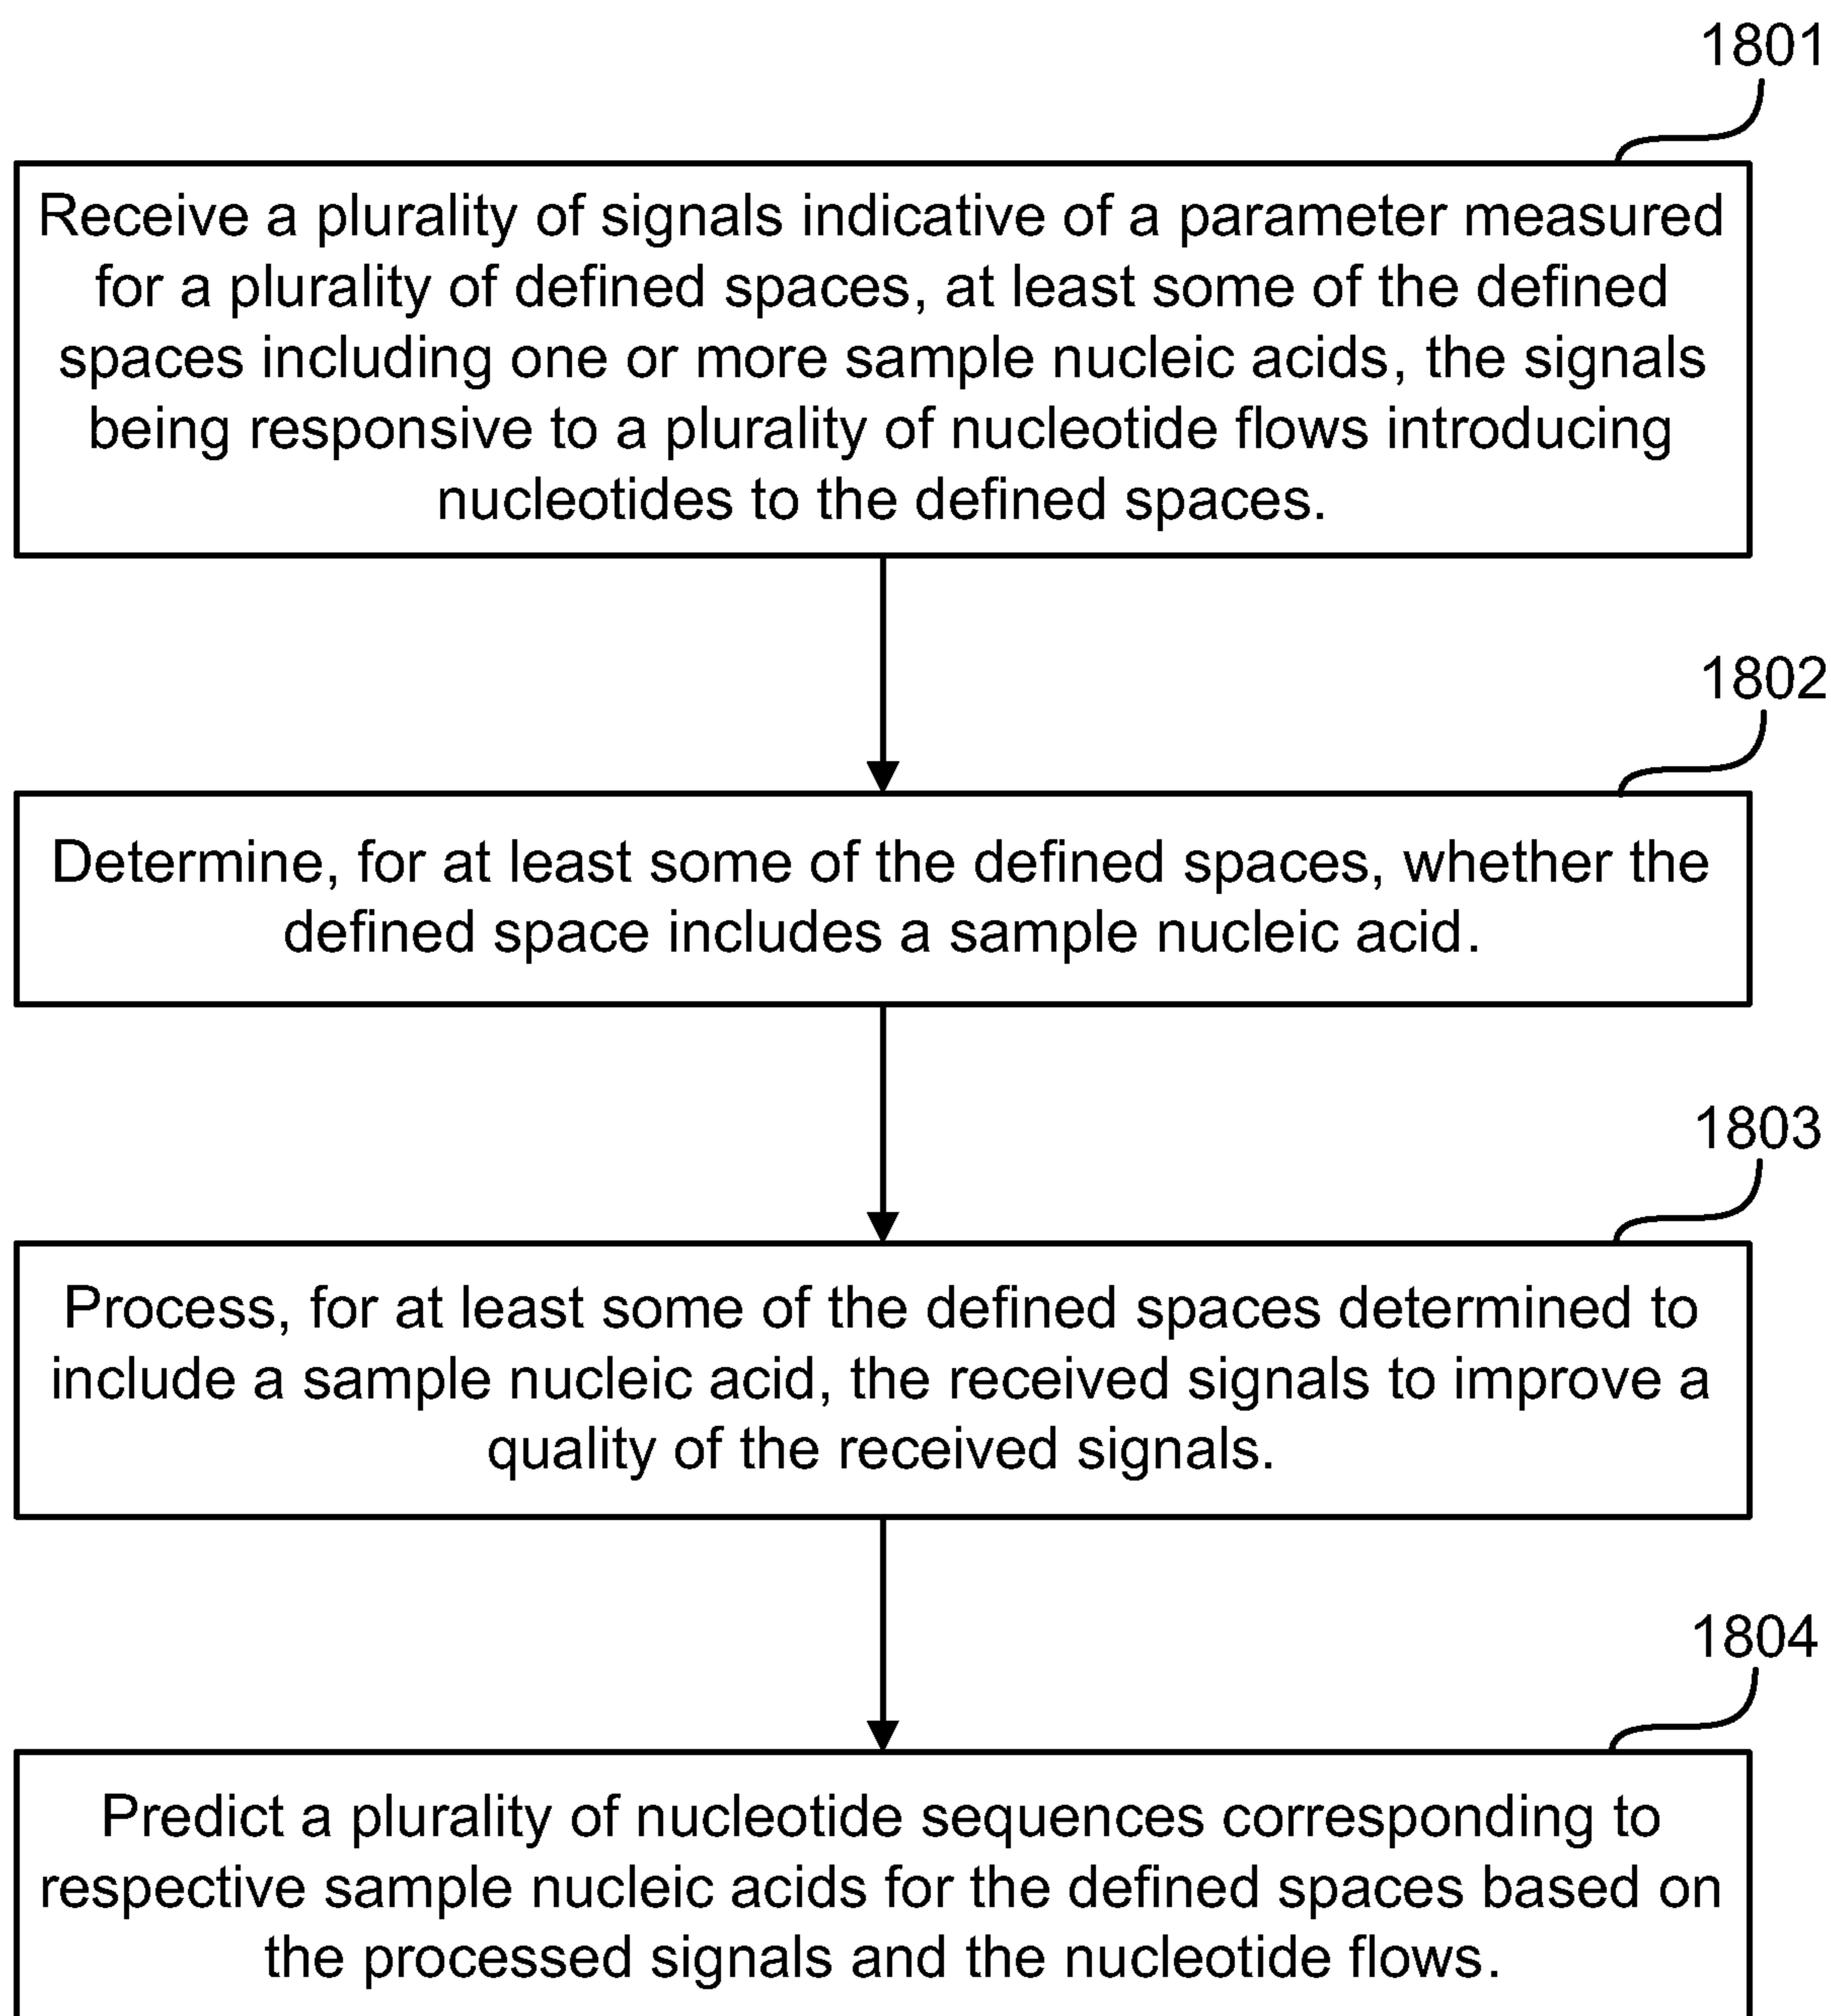 1801
Receive a plurality of signals indicative of a parameter measured
for a plurality of defined spaces, at least some of the defined
spaces including one or more sample nucleic acids, the signals
being responsive to a plurality of nucleotide flows introducing
nucleotides to the defined spaces.
1802
Determine, for at least some of the defined spaces, whether the
defined space includes a sample nucleic acid.
1803
Process, for at least some of the defined spaces determined to
include a sample nucleic acid, the received signals to improve a
quality of the received signals.
1804
Predict a plurality of nucleotide sequences corresponding to
respective sample nucleic acids for the defined spaces based on
the processed signals and the nucleotide flows.